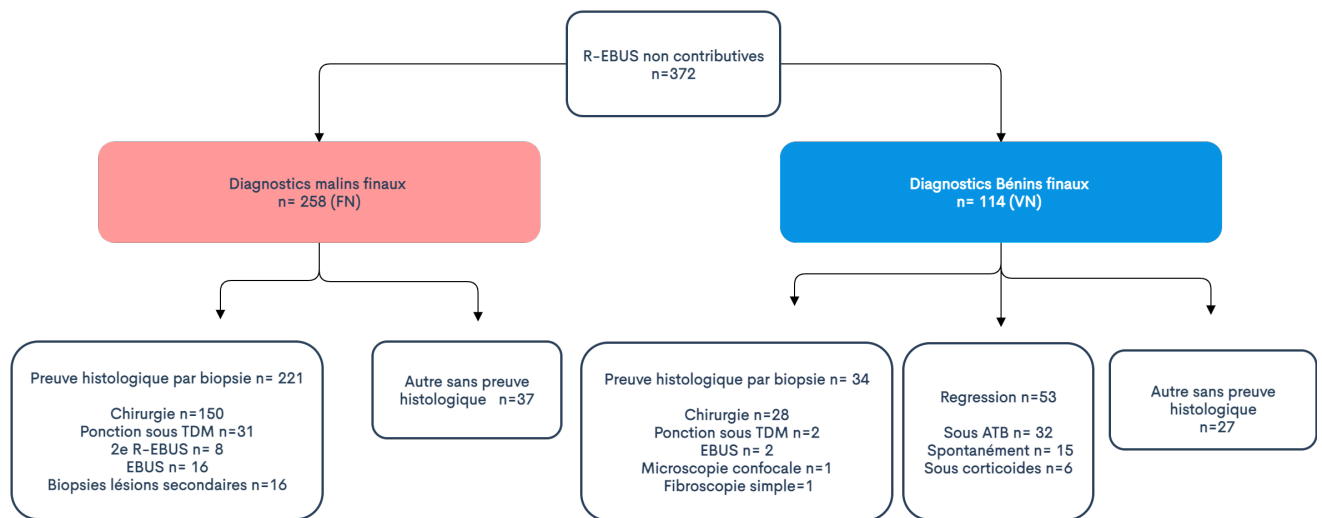 R-EBUS non contributives
n=372
Diagnostics malins finaux
n= 258 (FN)
Diagnostics Bénins finaux
n= 114 (VN)
Preuve histologique par biopsie n= 221
Chirurgie n=150
Ponction sous TDM n=31
2e R-EBUS n= 8
EBUS n= 16
Biopsies lésions secondaires n=16
Autre sans preuve
histologique n=37
Preuve histologique par biopsie n= 34
Chirurgie n=28
Ponction sous TDM n=2
EBUS n= 2
Microscopie confocale n=1
Fibroscopie simple=1
Regression n=53
Sous ATB n= 32
Spontanément n= 15
Sous corticoides n=6
Autre sans preuve
histologique
n=27